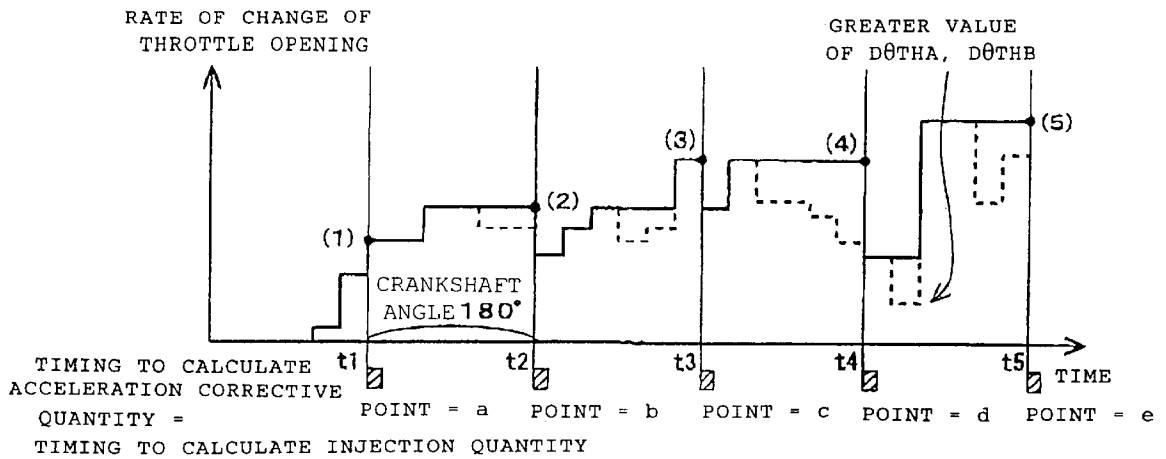 RATE OF CHANGE OF
THROTTLE OPENING
GREATER VALUE
OF DθTHA, DθTHB
(1)
(2)
(3)
(4)
(5)
CRANKSHAFT
ANGLE 180°
t1
t2
t3
t4
t5
TIME
TIMING TO CALCULATE
ACCELERATION CORRECTIVE
QUANTITY =
TIMING TO CALCULATE INJECTION QUANTITY
POINT = a
POINT = b
POINT = c
POINT = d
POINT = e